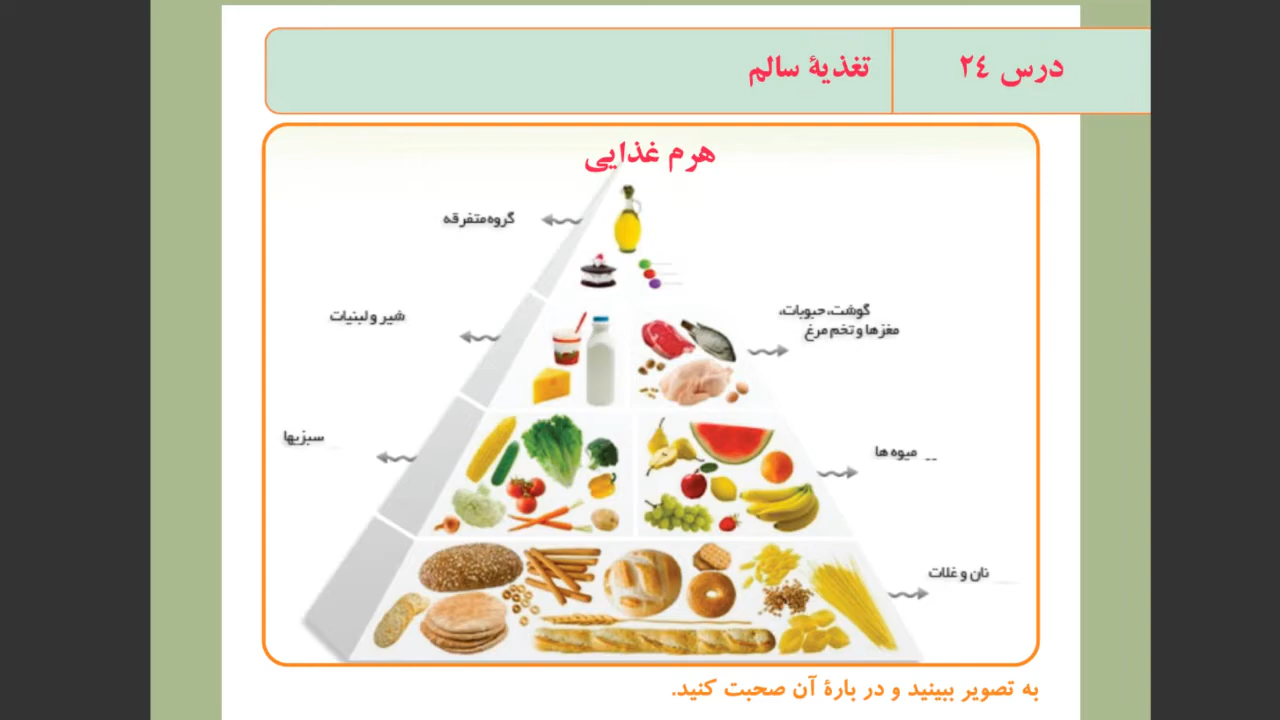 درس ۲۴
تغذیهٔ سالم
هرم غذایی
گروه متفرقه
گوشت، حبوبات،
مغزها و تخم مرغ
شیر و لبنیات
سبزیها
میوه ها
نان و غلات
به تصویر ببینید و در بارهٔ آن صحبت کنید.